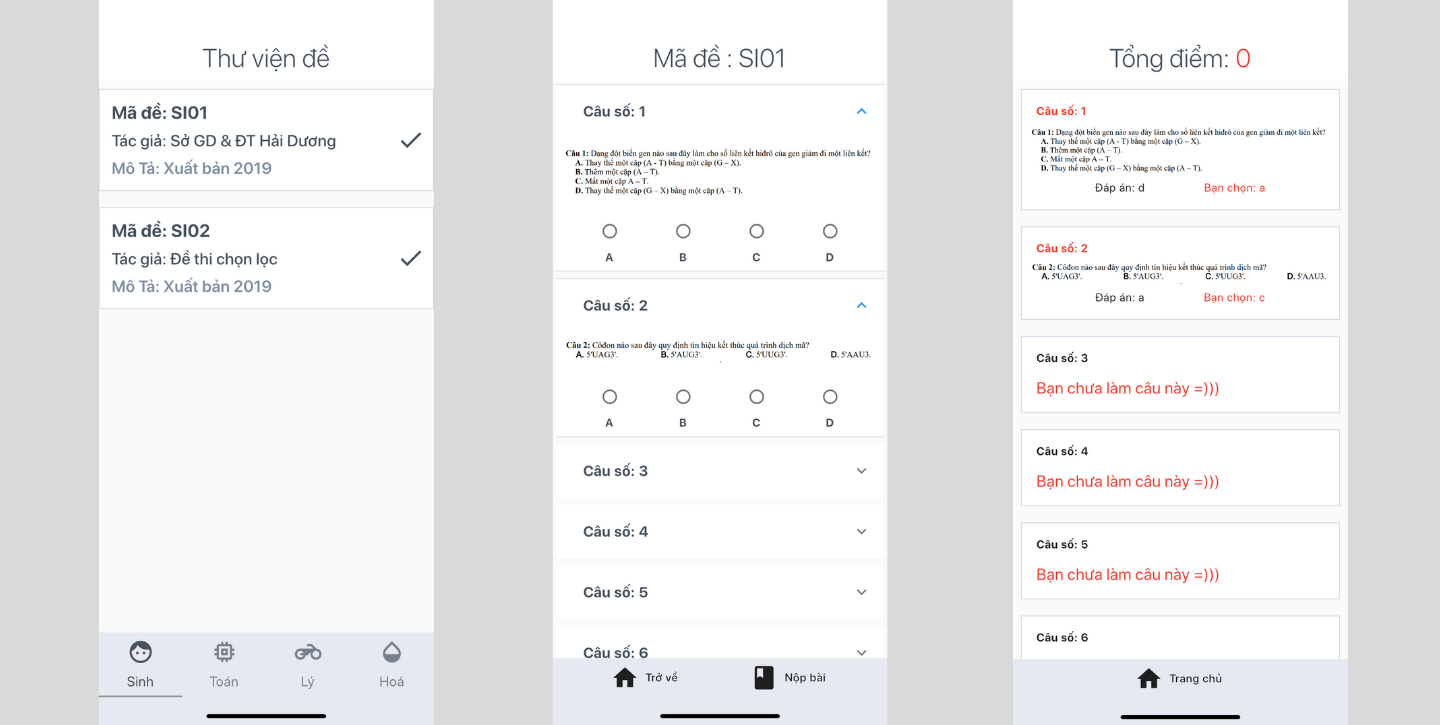 Thư viện đề
Mã đề: SI01
Tác giả: Sở GD & ĐT Hải Dương
Mô Tả: Xuất bản 2019
Mã đề: SI02
Tác giả: Đề thi chọn lọc
Mô Tả: Xuất bản 2019
Sinh
Toán
Lý
Hoá
Mã đề : SI01
Câu số: 1
Câu 1: Dạng đột biến gen nào sau đây làm cho số liên kết hiđrô của gen giảm đi một liên kết?
A. Thay thế một cặp (A - T) bằng một cặp (G – X).
B. Thêm một cặp (A – T).
C. Mất một cặp A – T.
D. Thay thế một cặp (G – X) bằng một cặp (A – T).
A B C D
Câu số: 2
Câu 2: Côđon nào sau đây quy định tín hiệu kết thúc quá trình dịch mã?
A. 5'UAG3'. B. 5'AUG3'. C. 5'UUG3'. D. 5'AAU3.
A B C D
Câu số: 3
Câu số: 4
Câu số: 5
Câu số: 6
Trở về
Nộp bài
Tổng điểm: 0
Câu số: 1
Câu 1: Dạng đột biến gen nào sau đây làm cho số liên kết hiđrô của gen giảm đi một liên kết?
A. Thay thế một cặp (A - T) bằng một cặp (G – X).
B. Thêm một cặp (A – T).
C. Mất một cặp A – T.
D. Thay thế một cặp (G – X) bằng một cặp (A – T).
Đáp án: d Bạn chọn: a
Câu số: 2
Câu 2: Côđon nào sau đây quy định tín hiệu kết thúc quá trình dịch mã?
A. 5'UAG3'. B. 5'AUG3'. C. 5'UUG3'. D. 5'AAU3.
Đáp án: a Bạn chọn: c
Câu số: 3
Bạn chưa làm câu này =)))
Câu số: 4
Bạn chưa làm câu này =)))
Câu số: 5
Bạn chưa làm câu này =)))
Câu số: 6
Trang chủ